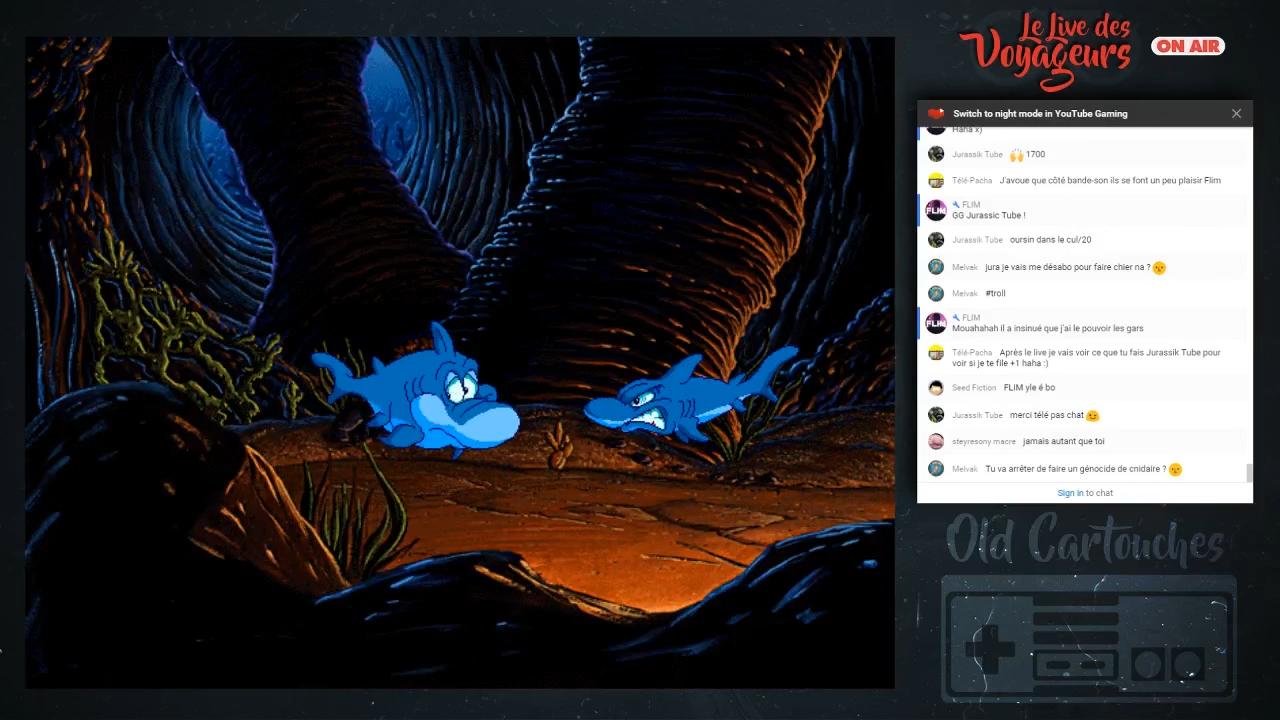 Le Live des
Voyageurs
ON AIR
Switch to night mode in YouTube Gaming
Haha x)
Jurassik Tube 🙌 1700
Télé-Pacha J'avoue que côté bande-son ils se font un peu plaisir Flim
FLIM
GG Jurassic Tube !
Jurassik Tube oursin dans le cul/20
Melvak jura je vais me désabo pour faire chier na ?
Melvak #troll
FLIM
Mouahahah il a insinué que j'ai le pouvoir les gars
Télé-Pacha Après le live je vais voir ce que tu fais Jurassik Tube pour
voir si je te file +1 haha :)
Seed Fiction FLIM yle é bo
Jurassik Tube merci télé pas chat
steyresony macre jamais autant que toi
Melvak Tu va arrêter de faire un génocide de cnidaire ?
Sign in to chat
Old Cartouches